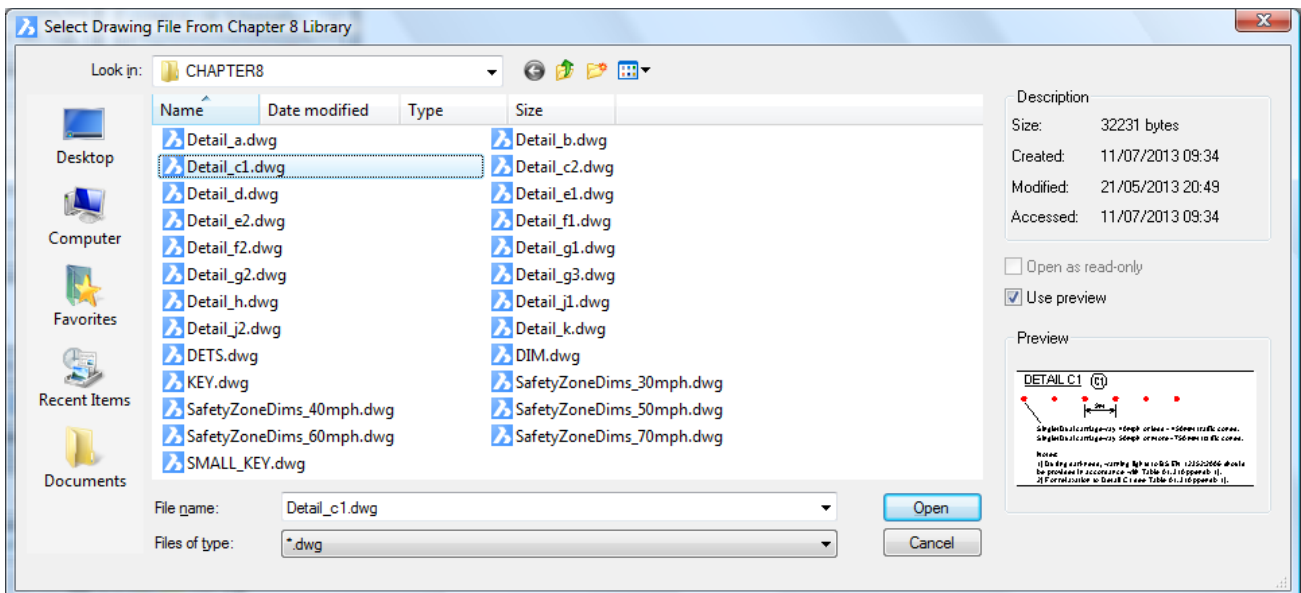 Select Drawing File From Chapter 8 Library
Look in: CHAPTER8
Name Date modified Type Size
Detail_a.dwg Detail_b.dwg
Detail_c1.dwg Detail_c2.dwg
Detail_d.dwg Detail_e1.dwg
Detail_e2.dwg Detail_f1.dwg
Detail_f2.dwg Detail_g1.dwg
Detail_g2.dwg Detail_g3.dwg
Detail_h.dwg Detail_j1.dwg
Detail_j2.dwg Detail_k.dwg
DETS.dwg DIM.dwg
KEY.dwg SafetyZoneDims_30mph.dwg
SafetyZoneDims_40mph.dwg SafetyZoneDims_50mph.dwg
SafetyZoneDims_60mph.dwg SafetyZoneDims_70mph.dwg
SMALL_KEY.dwg
Desktop
Computer
Favorites
Recent Items
Documents
File name: Detail_c1.dwg Open
Files of type: *.dwg Cancel
Description
Size: 32231 bytes
Created: 11/07/2013 09:34
Modified: 21/05/2013 20:49
Accessed: 11/07/2013 09:34
Open as read-only
Use preview
Preview
DETAIL C1 C1
Notes: